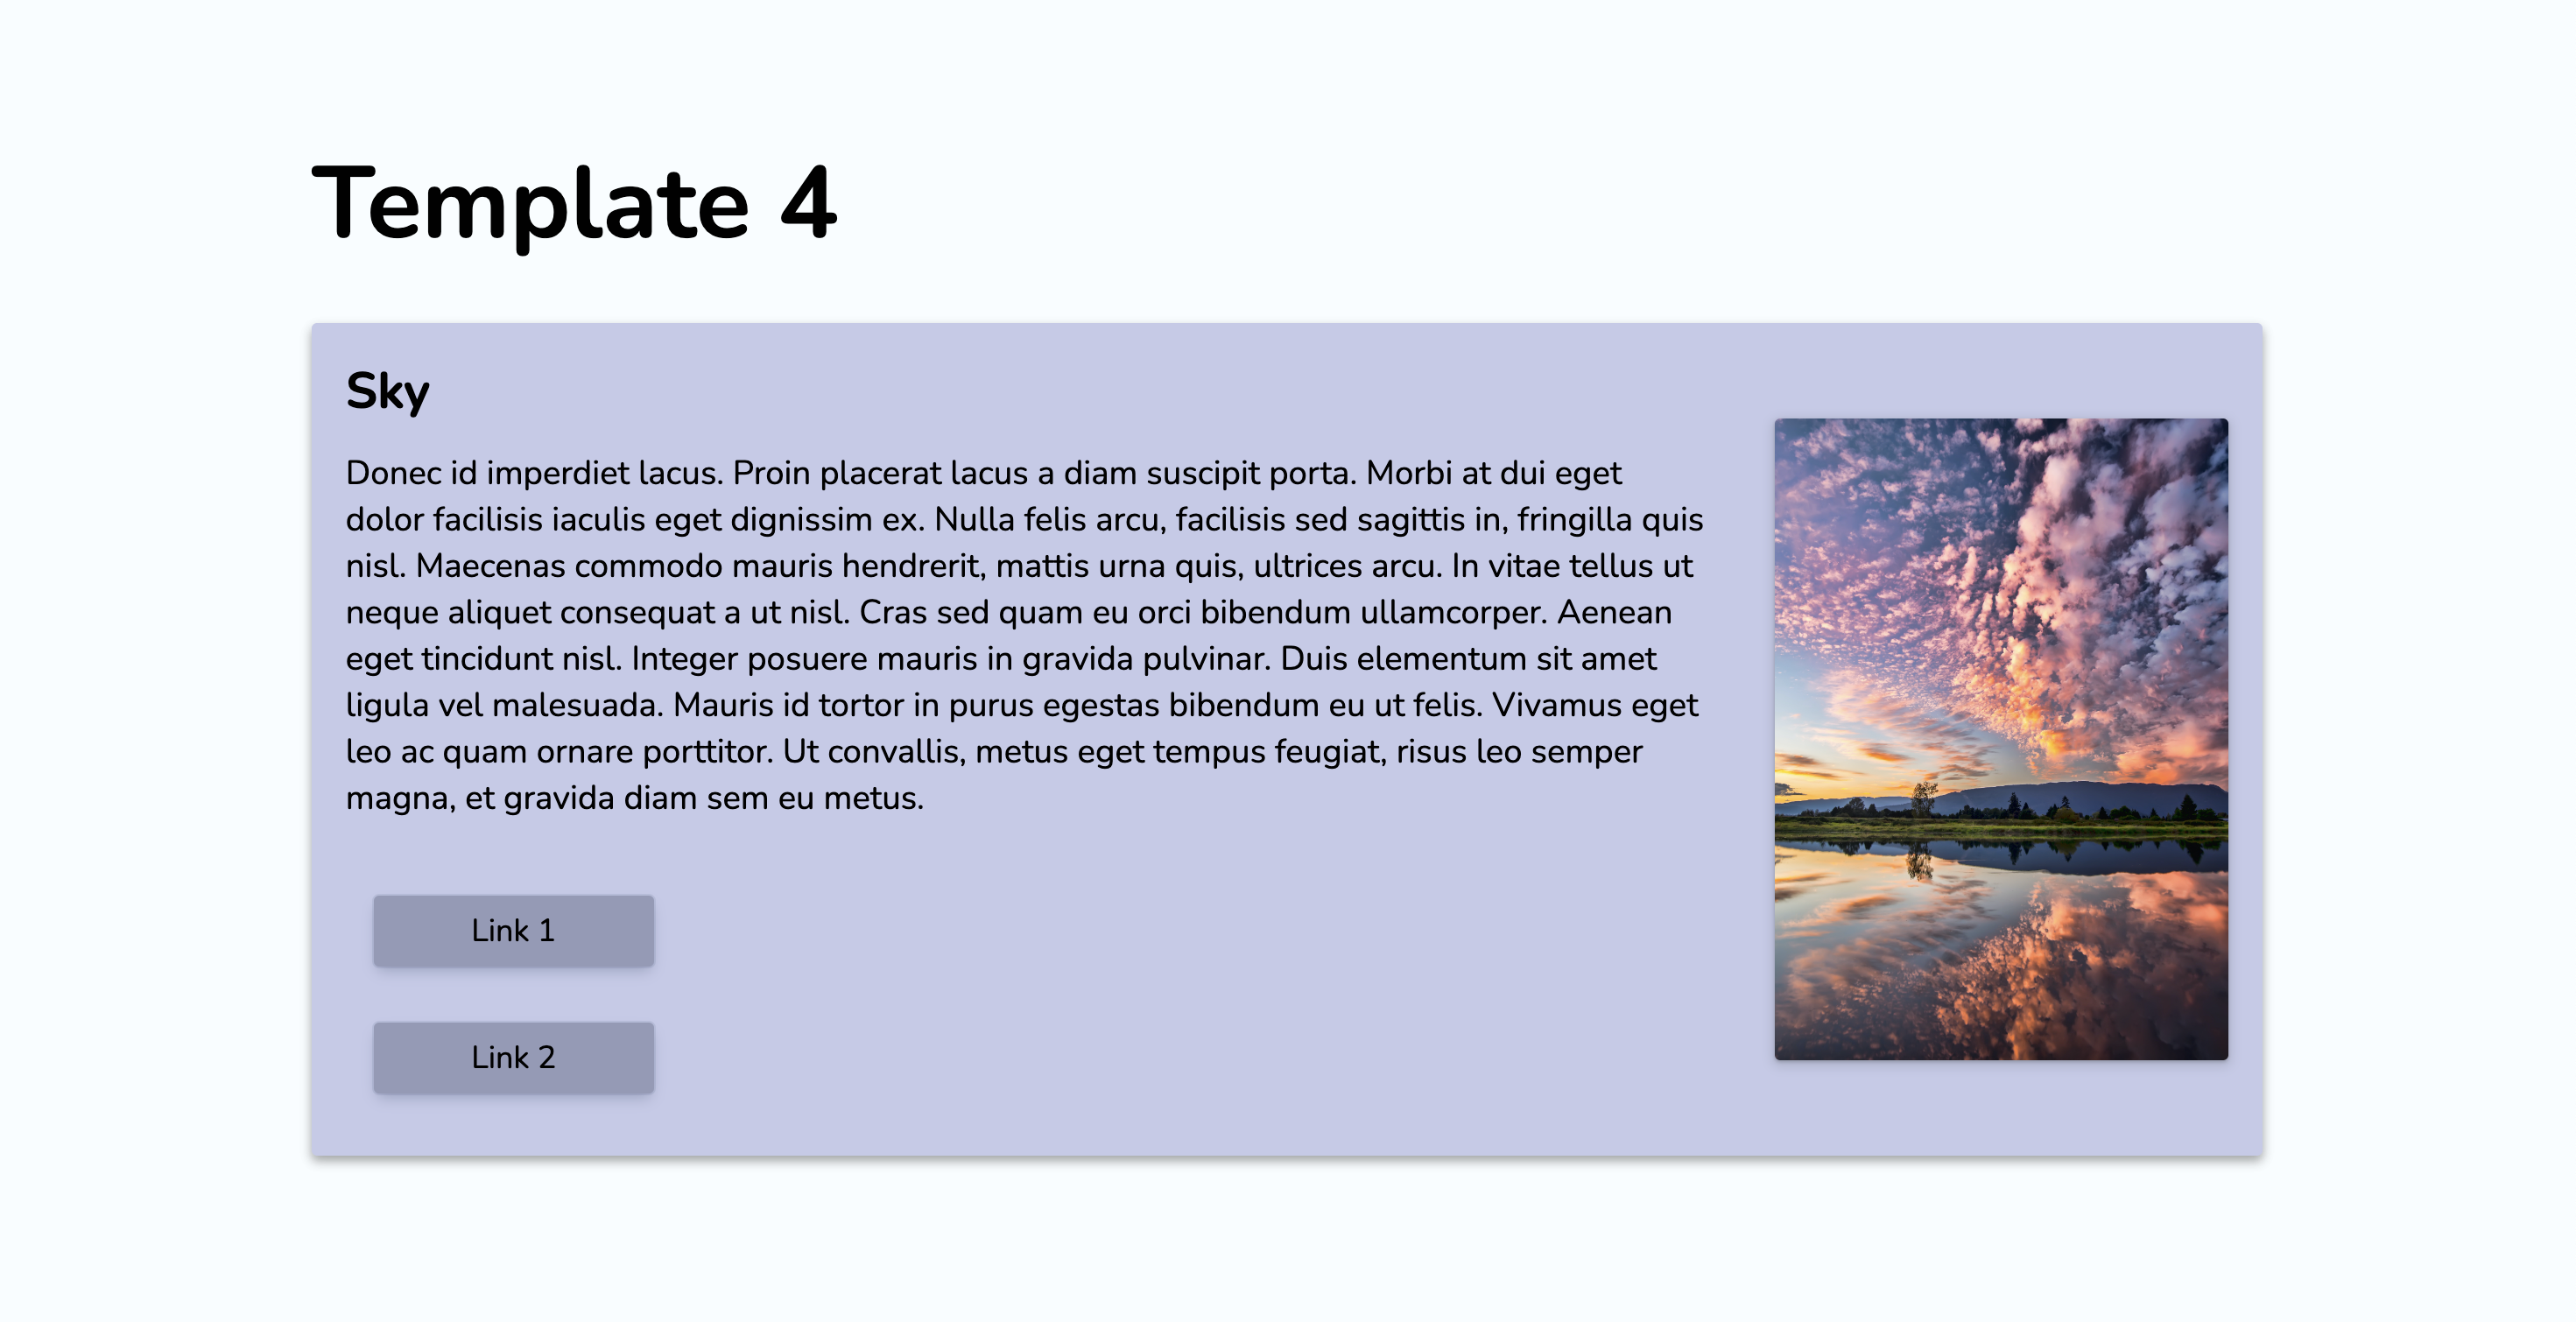 Template 4
Sky
Donec id imperdiet lacus. Proin placerat lacus a diam suscipit porta. Morbi at dui eget
dolor facilisis iaculis eget dignissim ex. Nulla felis arcu, facilisis sed sagittis in, fringilla quis
nisl. Maecenas commodo mauris hendrerit, mattis urna quis, ultrices arcu. In vitae tellus ut
neque aliquet consequat a ut nisl. Cras sed quam eu orci bibendum ullamcorper. Aenean
eget tincidunt nisl. Integer posuere mauris in gravida pulvinar. Duis elementum sit amet
ligula vel malesuada. Mauris id tortor in purus egestas bibendum eu ut felis. Vivamus eget
leo ac quam ornare porttitor. Ut convallis, metus eget tempus feugiat, risus leo semper
magna, et gravida diam sem eu metus.
Link 1
Link 2